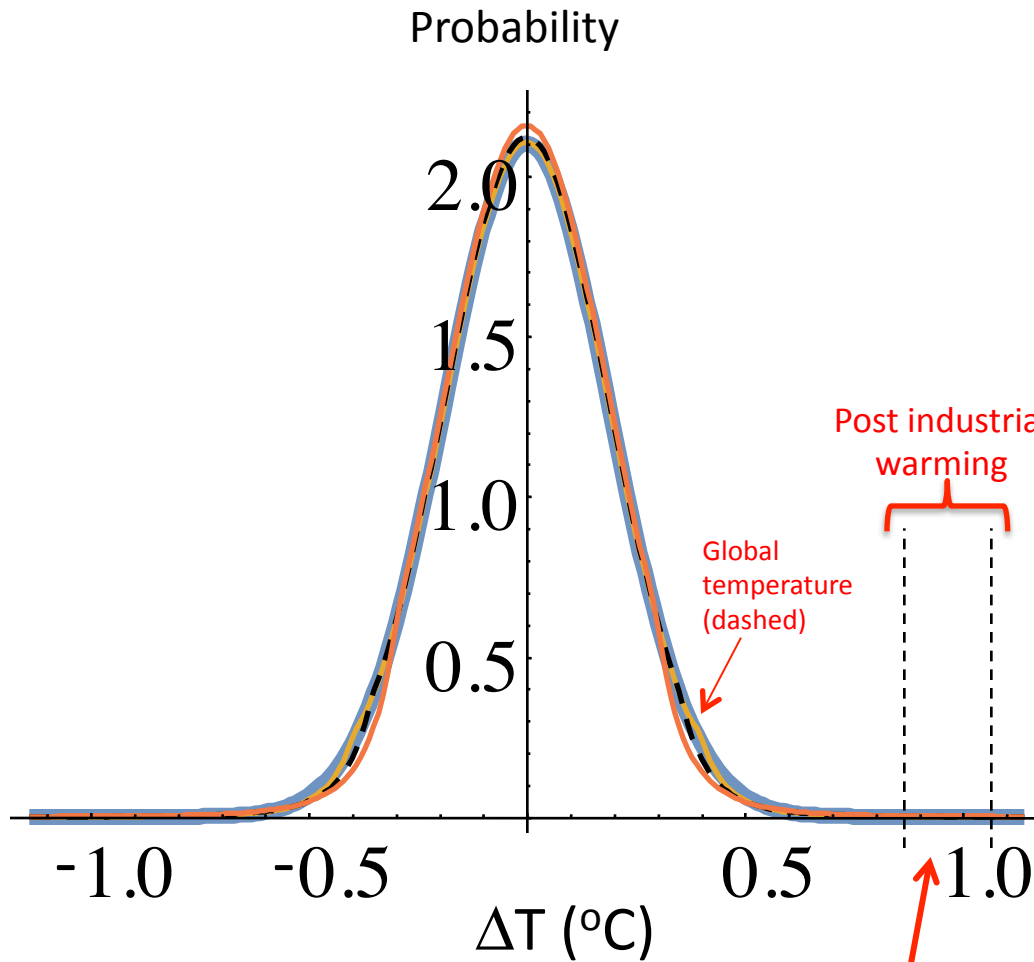 Probability
2.0
1.5
Post industria
warming
1.0
Global
temperature
(dashed)
0.5
-1.0 -0.5 0.5 1.0
ΔT (ºC)